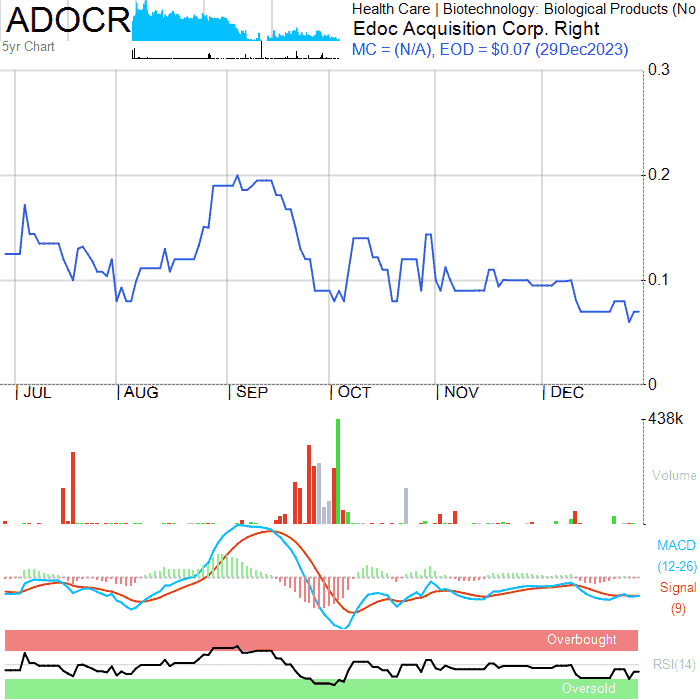 ADOCR
5yr Chart
Health Care | Biotechnology: Biological Products (No
Edoc Acquisition Corp. Right
MC = (N/A), EOD = $0.07 (29Dec2023)
0.3
0.2
0.1
0
JUL AUG SEP OCT NOV DEC
438k
Volume
MACD
(12-26)
Signal
(9)
Overbought
RSI(14)
Oversold